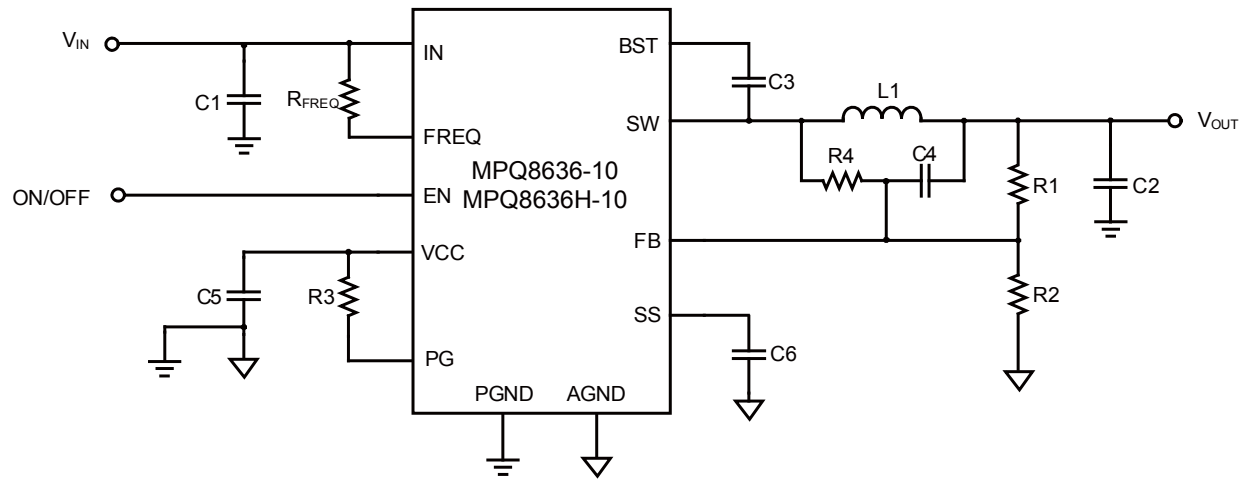 VIN
C1
RFREQ
ON/OFF
C5
R3
IN
FREQ
EN
VCC
PG
MPQ8636-10
MPQ8636H-10
PGND
AGND
BST
SW
FB
SS
C3
L1
R4
C4
R1
R2
C2
C6
VOUT